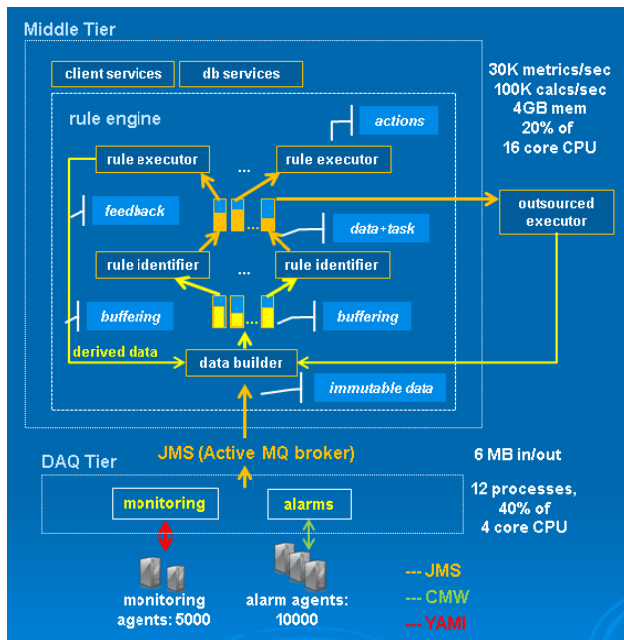 Middle Tier
client services
db services
30K metrics/sec
100K calcs/sec
4GB mem
20% of
16 core CPU
rule engine
actions
rule executor
...
rule executor
outsourced
executor
feedback
...
data+task
rule identifier
...
rule identifier
buffering
...
buffering
derived data
data builder
immutable data
JMS (Active MQ broker)
6 MB in/out
DAQ Tier
12 processes,
40% of
4 core CPU
monitoring
alarms
monitoring
agents: 5000
alarm agents:
10000
--- JMS
--- CMW
--- YAMI